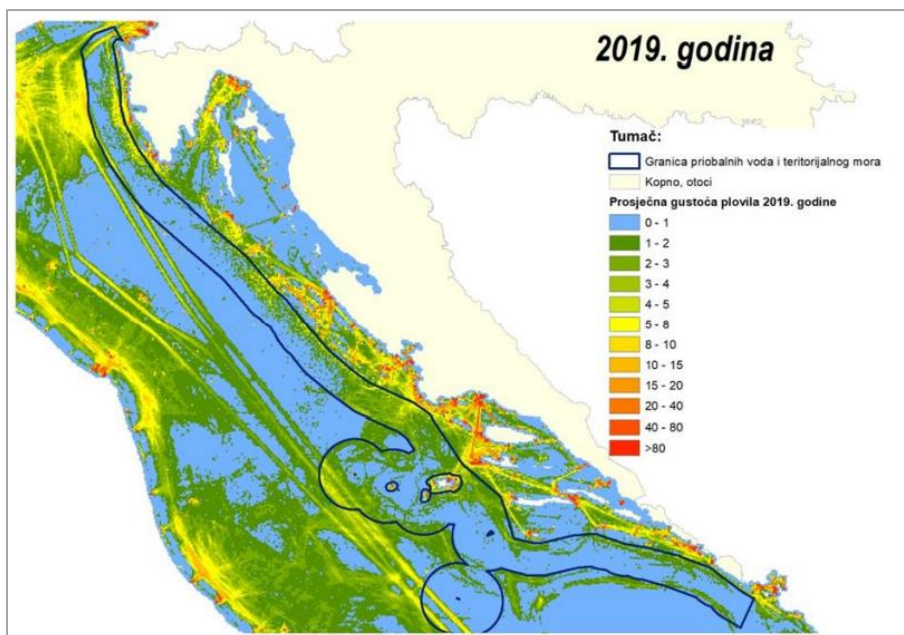 2019. godina
Tumač:
Granica priobalnih voda i teritorijalnog mora
Kopno, otoci
Prosječna gustoća plovila 2019. godine
0 - 1
1 - 2
2 - 3
3 - 4
4 - 5
5 - 8
8 - 10
10 - 15
15 - 20
20 - 40
40 - 80
>80